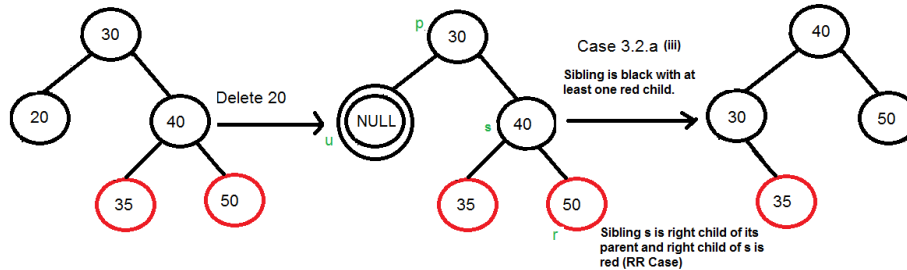 30
20
40
35
50
Delete 20
p
30
NULL
u
s
40
35
50
r
Case 3.2.a (iii)
Sibling is black with at
least one red child.
Sibling s is right child of its
parent and right child of s is
red (RR Case)
40
30
50
35